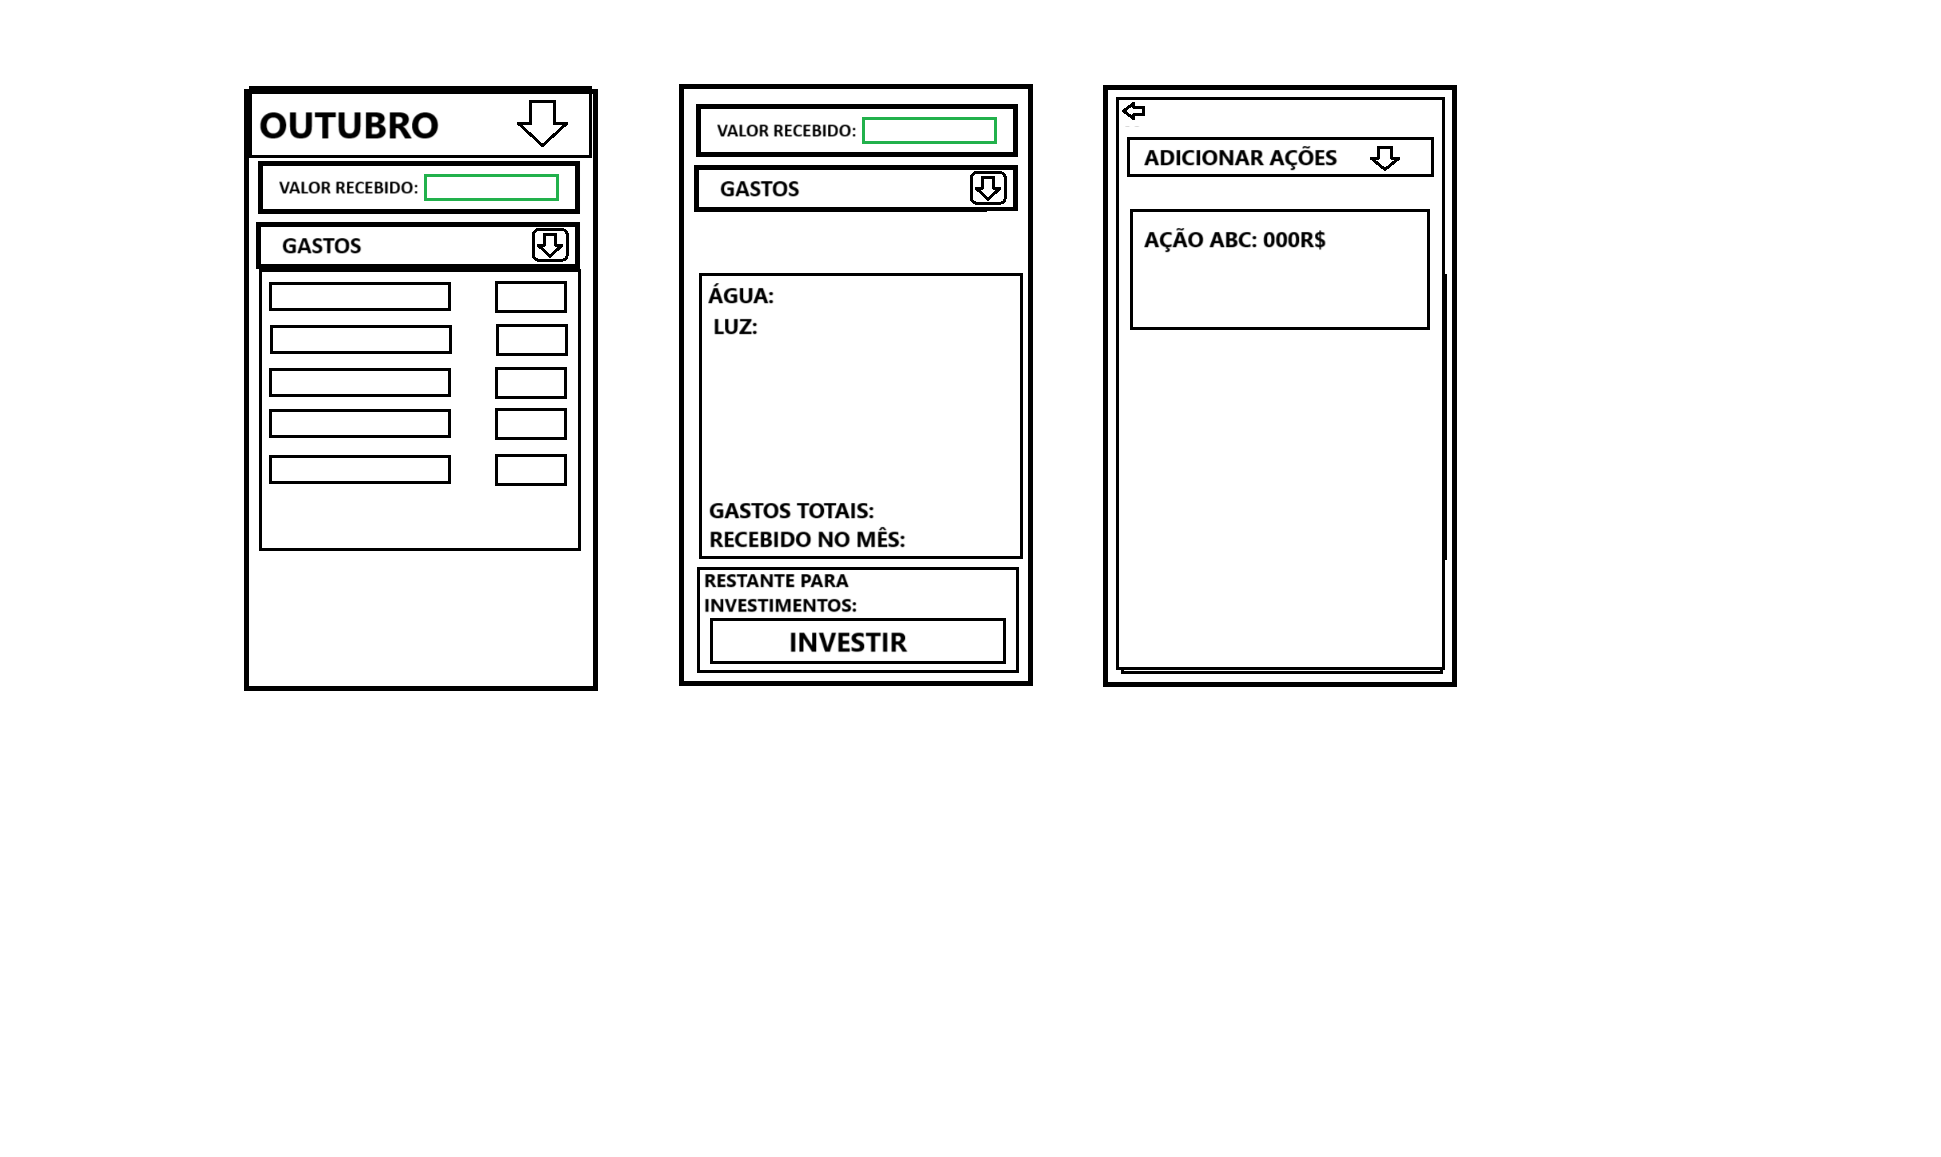 OUTUBRO
VALOR RECEBIDO:
GASTOS
VALOR RECEBIDO:
GASTOS
ÁGUA:
LUZ:
GASTOS TOTAIS:
RECEBIDO NO MÊS:
RESTANTE PARA
INVESTIMENTOS:
INVESTIR
ADICIONAR AÇÕES
AÇÃO ABC: 000R$